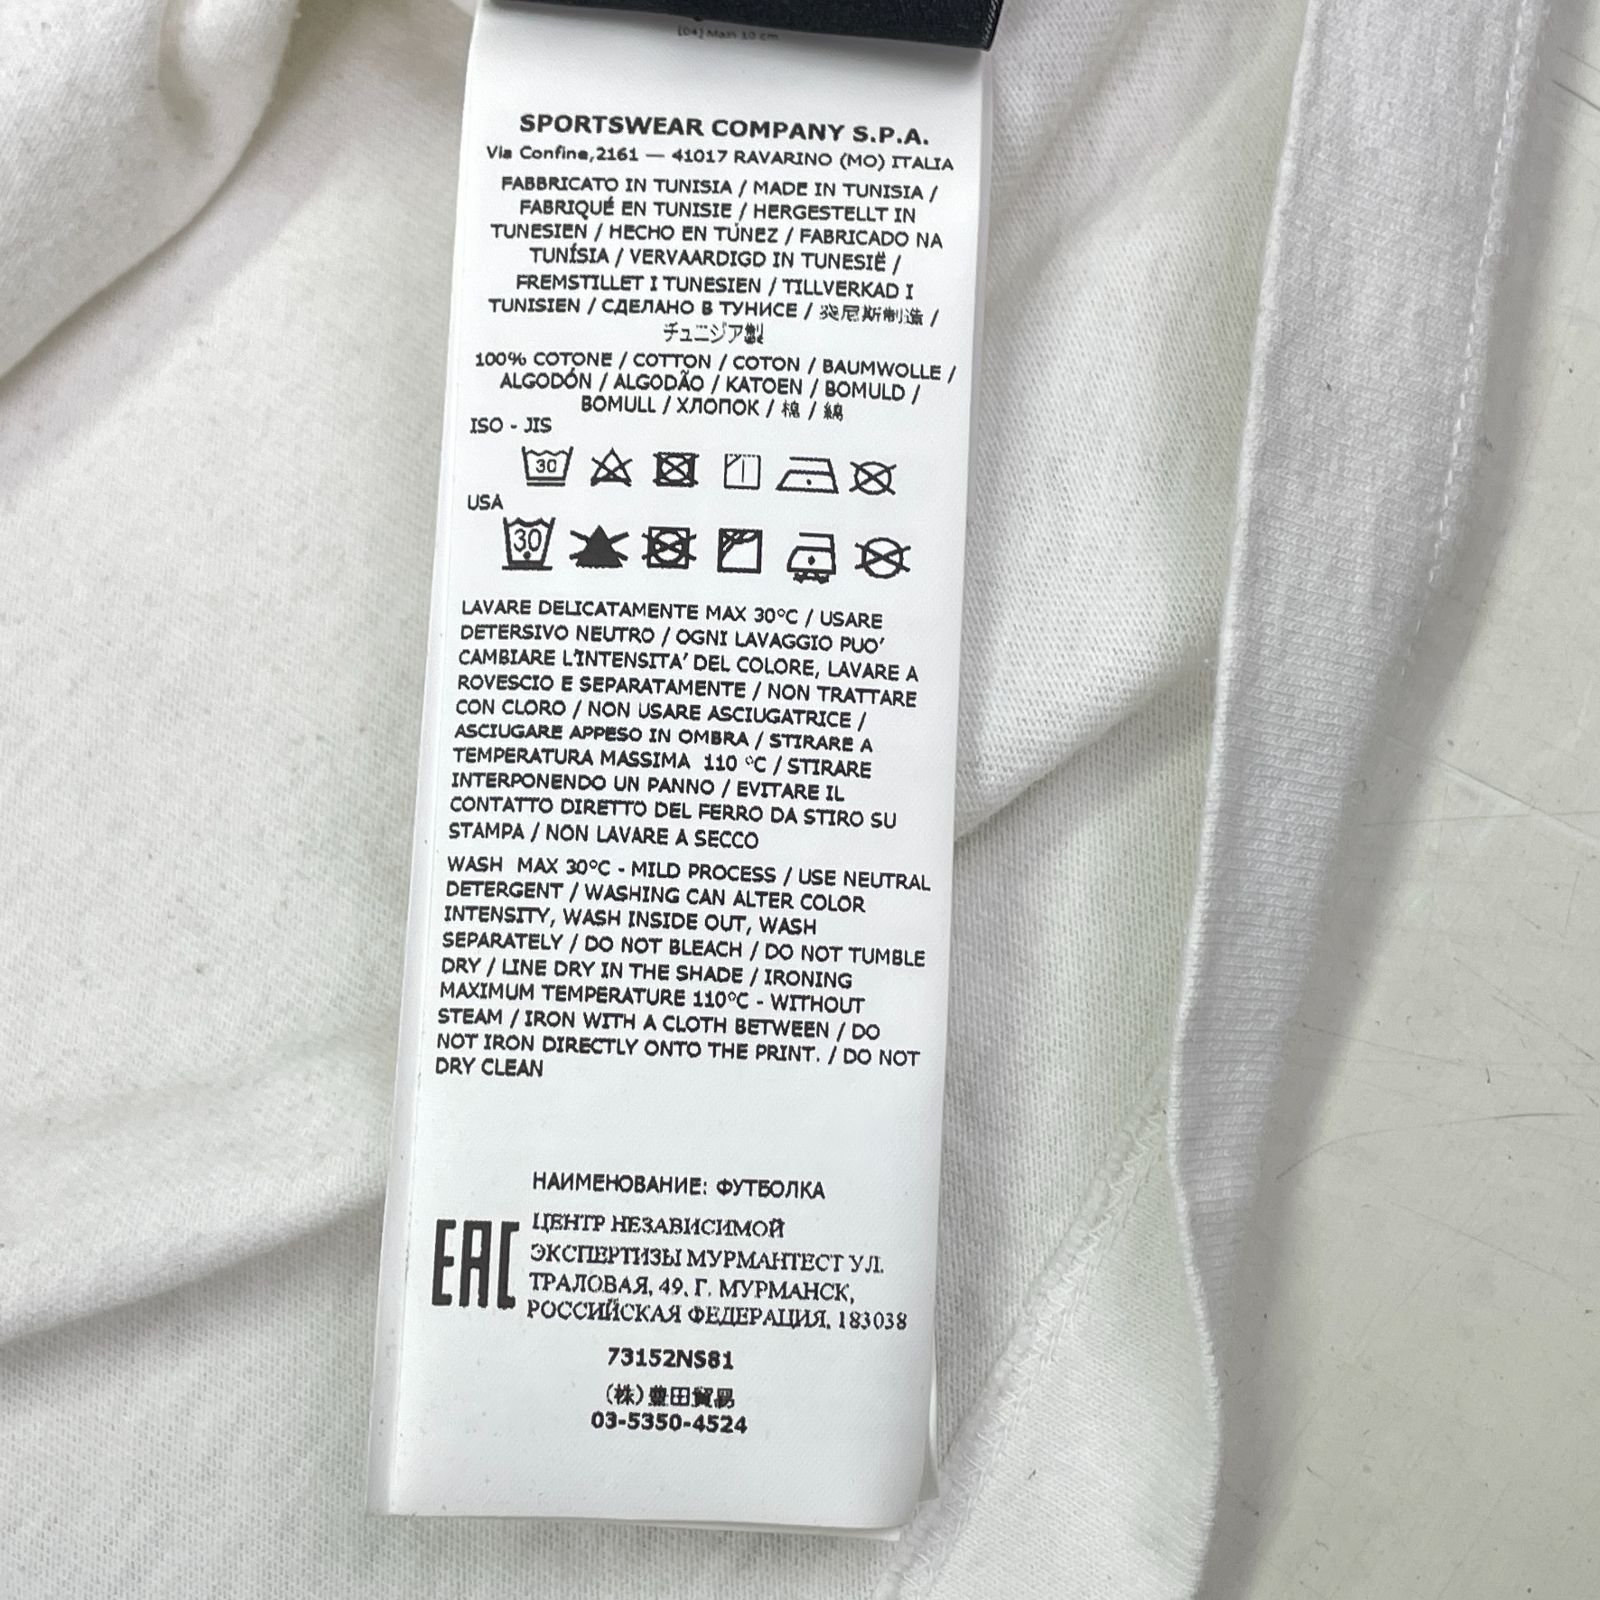 [04] Main 10 cm
SPORTSWEAR COMPANY S.P.A.
Via Confine,2161 — 41017 RAVARINO (MO) ITALIA
FABBRICATO IN TUNISIA / MADE IN TUNISIA /
FABRIQUÉ EN TUNISIE / HERGESTELLT IN
TUNESIEN / HECHO EN TÚNEZ / FABRICADO NA
TUNÍSIA / VERVAARDIGD IN TUNESIË /
FREMSTILLET I TUNESIEN / TILLVERKAD I
TUNISIEN / СДЕЛАНО В ТУНИСЕ / 突尼斯制造 /
チュニジア製
100% COTONE / COTTON / COTON / BAUMWOLLE /
ALGODÓN / ALGODÃO / KATOEN / BOMULD /
BOMULL / ХЛОПОК / 棉 / 綿
ISO - JIS
30
USA
30
LAVARE DELICATAMENTE MAX 30°C / USARE
DETERSIVO NEUTRO / OGNI LAVAGGIO PUO'
CAMBIARE L'INTENSITA' DEL COLORE, LAVARE A
ROVESCIO E SEPARATAMENTE / NON TRATTARE
CON CLORO / NON USARE ASCIUGATRICE /
ASCIUGARE APPESO IN OMBRA / STIRARE A
TEMPERATURA MASSIMA 110 °C / STIRARE
INTERPONENDO UN PANNO / EVITARE IL
CONTATTO DIRETTO DEL FERRO DA STIRO SU
STAMPA / NON LAVARE A SECCO
WASH MAX 30°C - MILD PROCESS / USE NEUTRAL
DETERGENT / WASHING CAN ALTER COLOR
INTENSITY, WASH INSIDE OUT, WASH
SEPARATELY / DO NOT BLEACH / DO NOT TUMBLE
DRY / LINE DRY IN THE SHADE / IRONING
MAXIMUM TEMPERATURE 110°C - WITHOUT
STEAM / IRON WITH A CLOTH BETWEEN / DO
NOT IRON DIRECTLY ONTO THE PRINT. / DO NOT
DRY CLEAN
НАИМЕНОВАНИЕ: ФУТБОЛКА
EAC
ЦЕНТР НЕЗАВИСИМОЙ
ЭКСПЕРТИЗЫ МУРМАНТЕСТ УЛ.
ТРАЛОВАЯ, 49, Г. МУРМАНСК,
РОССИЙСКАЯ ФЕДЕРАЦИЯ, 183038
73152NS81
(株)豊田貿易
03-5350-4524